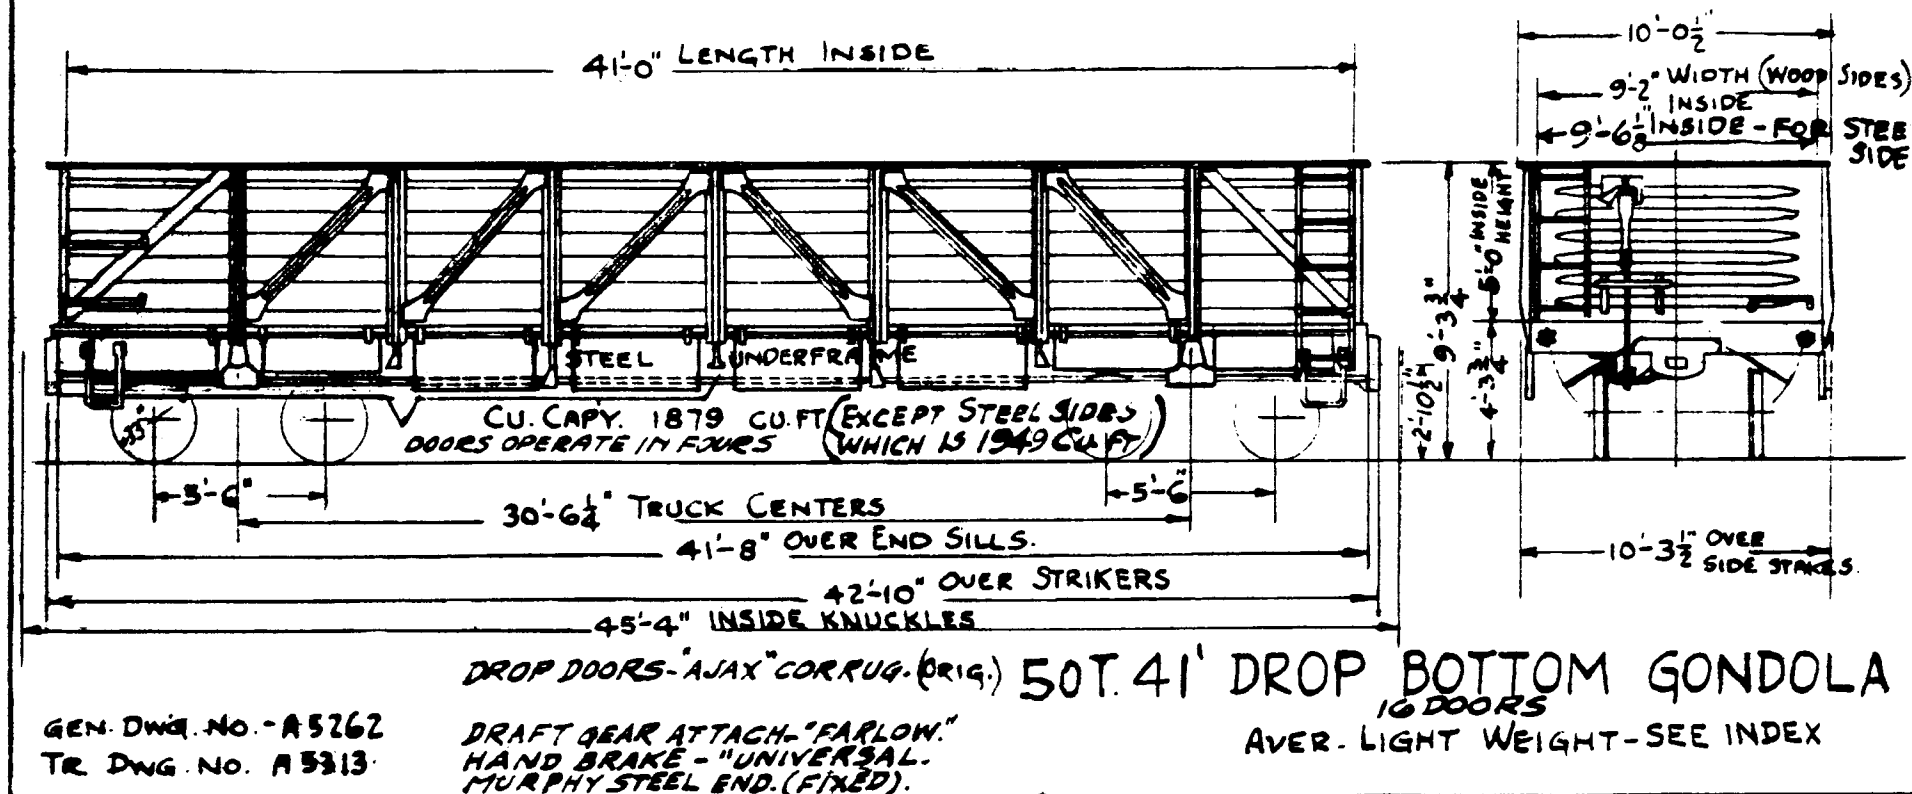 41'-0" LENGTH INSIDE
10'-0½"
9'-2" WIDTH (WOOD SIDES)
INSIDE
9'-6⅛" INSIDE - FOR STEE
SIDE
5'-0" INSIDE
HEIGHT
9'-3¾"
4'-3¾"
2'-10½"
STEEL UNDERFRAME
33"
CU. CAP'Y. 1879 CU. FT (EXCEPT STEEL SIDES
DOORS OPERATE IN FOURS WHICH IS 1949 CU FT)
5'-6"
5'-6"
30'-6¼" TRUCK CENTERS
41'-8" OVER END SILLS.
10'-3½" OVER
SIDE STAKES.
42'-10" OVER STRIKERS
45'-4" INSIDE KNUCKLES
DROP DOORS-"AJAX" CORRUG. (ORIG.)
50T. 41' DROP BOTTOM GONDOLA
16 DOORS
AVER. LIGHT WEIGHT - SEE INDEX
GEN. DWG. NO. - A 5262
TR. DWG. NO. A 5313.
DRAFT GEAR ATTACH-"FARLOW."
HAND BRAKE - "UNIVERSAL.
MURPHY STEEL END. (FIXED).